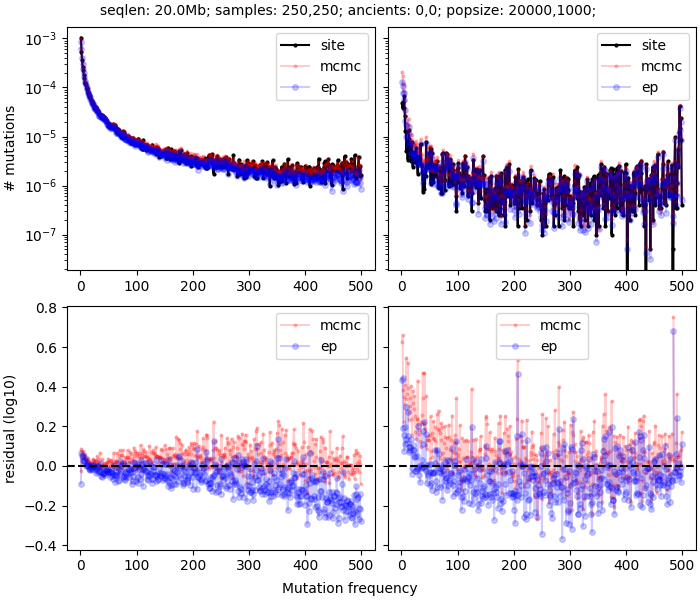 seqlen: 20.0Mb; samples: 250,250; ancients: 0,0; popsize: 20000,1000;
# mutations
10⁻³
10⁻⁴
10⁻⁵
10⁻⁶
10⁻⁷
site
mcmc
ep
0 100 200 300 400 500
site
mcmc
ep
0 100 200 300 400 500
residual (log10)
0.8
0.6
0.4
0.2
0.0
−0.2
−0.4
mcmc
ep
0 100 200 300 400 500
mcmc
ep
0 100 200 300 400 500
Mutation frequency